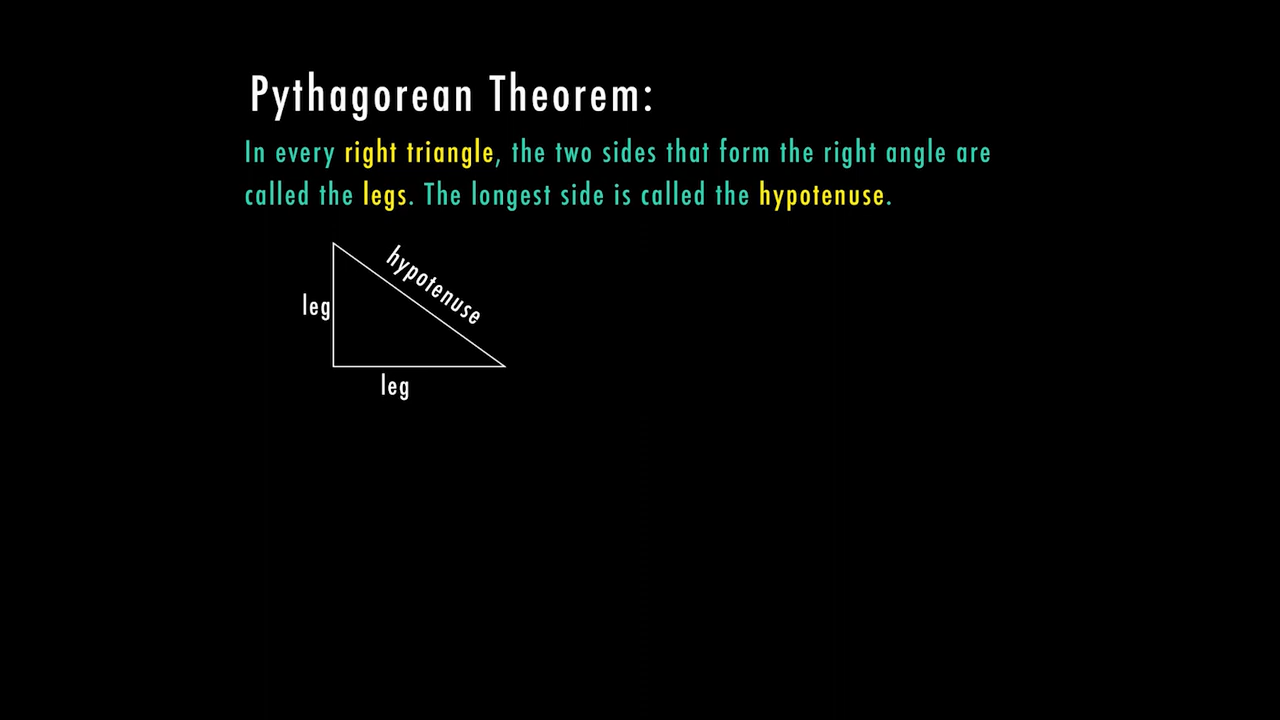 Pythagorean Theorem:
In every right triangle, the two sides that form the right angle are
called the legs. The longest side is called the hypotenuse.
hypotenuse
leg
leg